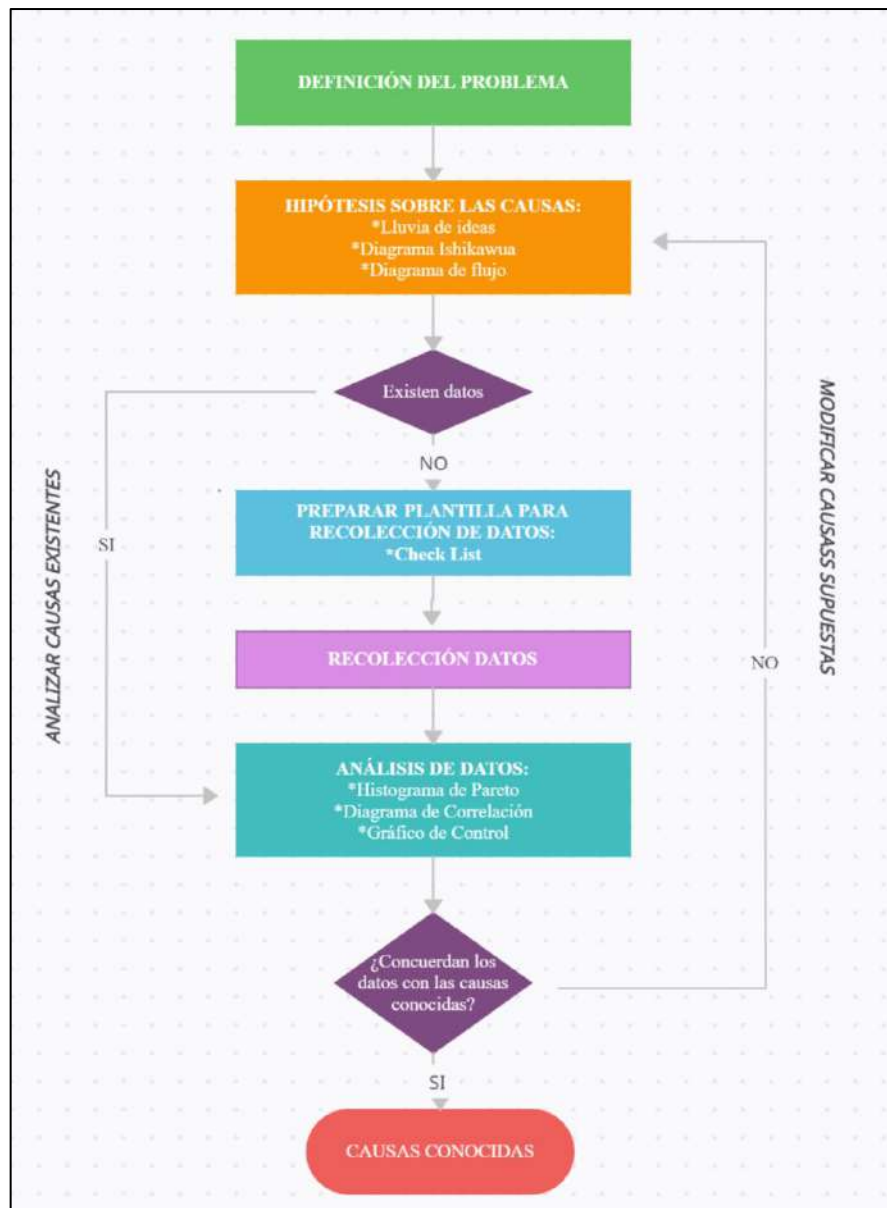 DEFINICIÓN DEL PROBLEMA
HIPÓTESIS SOBRE LAS CAUSAS:
*Lluvia de ideas
*Diagrama Ishikawua
*Diagrama de flujo
Existen datos
NO
SI
ANALIZAR CAUSAS EXISTENTES
PREPARAR PLANTILLA PARA
RECOLECCIÓN DE DATOS:
*Check List
RECOLECCIÓN DATOS
ANÁLISIS DE DATOS:
*Histograma de Pareto
*Diagrama de Correlación
*Gráfico de Control
¿Concuerdan los
datos con las causas
conocidas?
NO
MODIFICAR CAUSASS SUPUESTAS
SI
CAUSAS CONOCIDAS